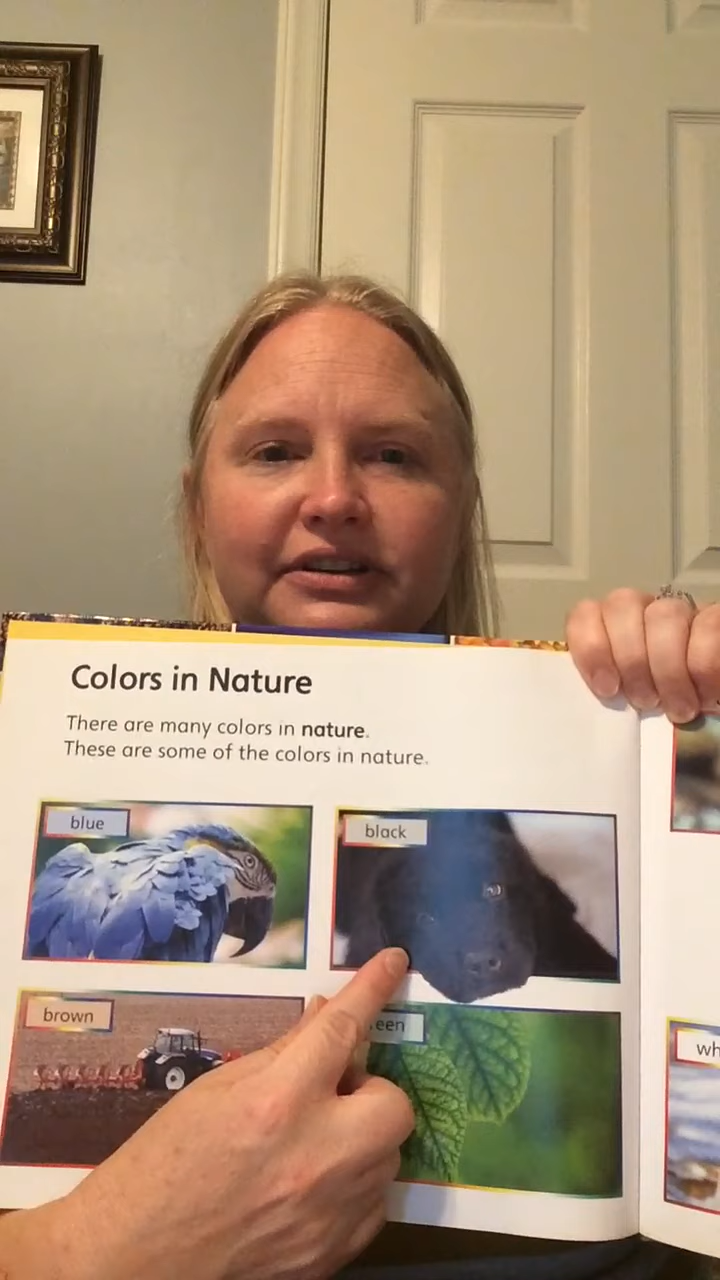 Colors in Nature
There are many colors in nature.
These are some of the colors in nature.
blue
black
brown